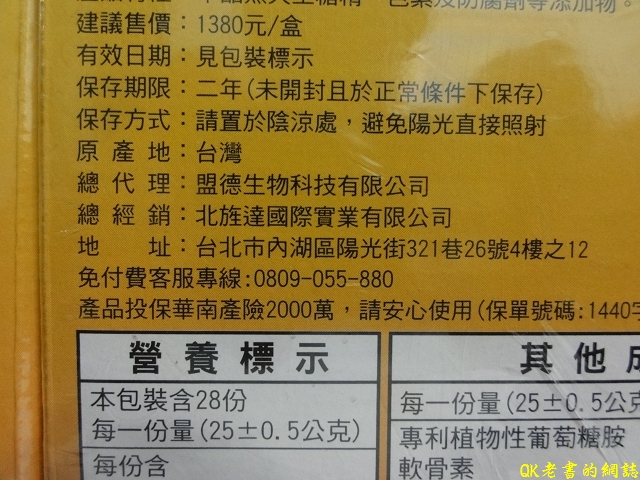 建議售價：1380元/盒
有效日期：見包裝標示
保存期限：二年(未開封且於正常條件下保存)
保存方式：請置於陰涼處，避免陽光直接照射
原產地：台灣
總代理：盟德生物科技有限公司
總經銷：北旌達國際實業有限公司
地址：台北市內湖區陽光街321巷26號4樓之12
免付費客服專線:0809-055-880
產品投保華南產險2000萬，請安心使用(保單號碼:1440字
營養標示
本包裝含28份
每一份量(25±0.5公克)
每份含
其他成
每一份量(25±0.5公克
專利植物性葡萄糖胺
軟骨素
QK老書的網誌